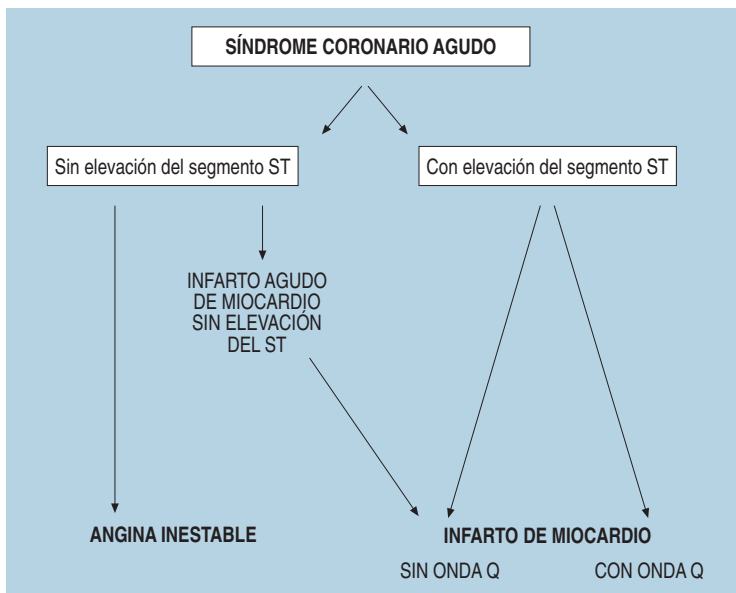 SÍNDROME CORONARIO AGUDO
Sin elevación del segmento ST
Con elevación del segmento ST
INFARTO AGUDO
DE MIOCARDIO
SIN ELEVACIÓN
DEL ST
ANGINA INESTABLE
INFARTO DE MIOCARDIO
SIN ONDA Q
CON ONDA Q